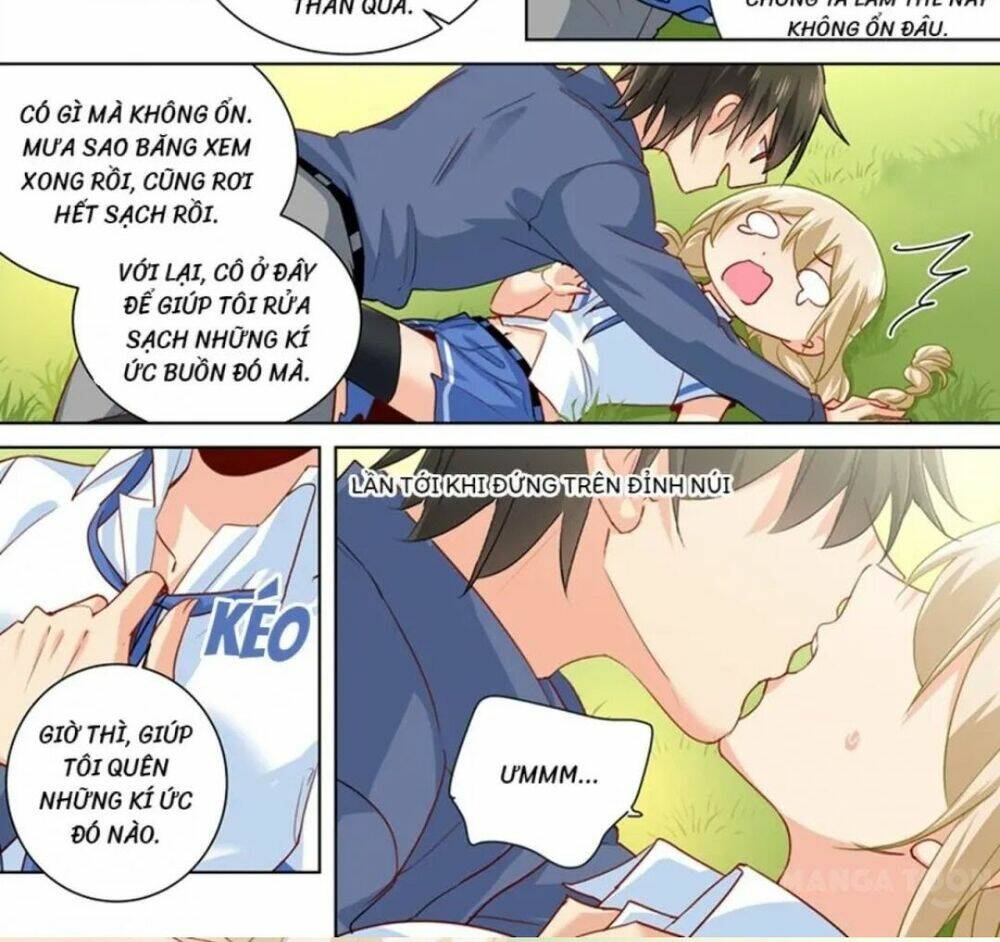 THẦN QUA.
CHÚNG TA LÀM THẾ NÀY
KHÔNG ỔN ĐÂU.
CÓ GÌ MÀ KHÔNG ỔN.
MƯA SAO BĂNG XEM
XONG RỒI, CŨNG RƠI
HẾT SẠCH RỒI.
VỚI LẠI, CÔ Ở ĐÂY
ĐỂ GIÚP TÔI RỬA
SẠCH NHỮNG KÍ
ỨC BUỒN ĐÓ MÀ.
LẦN TỚI KHI ĐỨNG TRÊN ĐỈNH NÚI
KÉO
GIỜ THÌ, GIÚP
TÔI QUÊN
NHỮNG KÍ ỨC
ĐÓ NÀO.
ƯMMM...
MANGA TOON